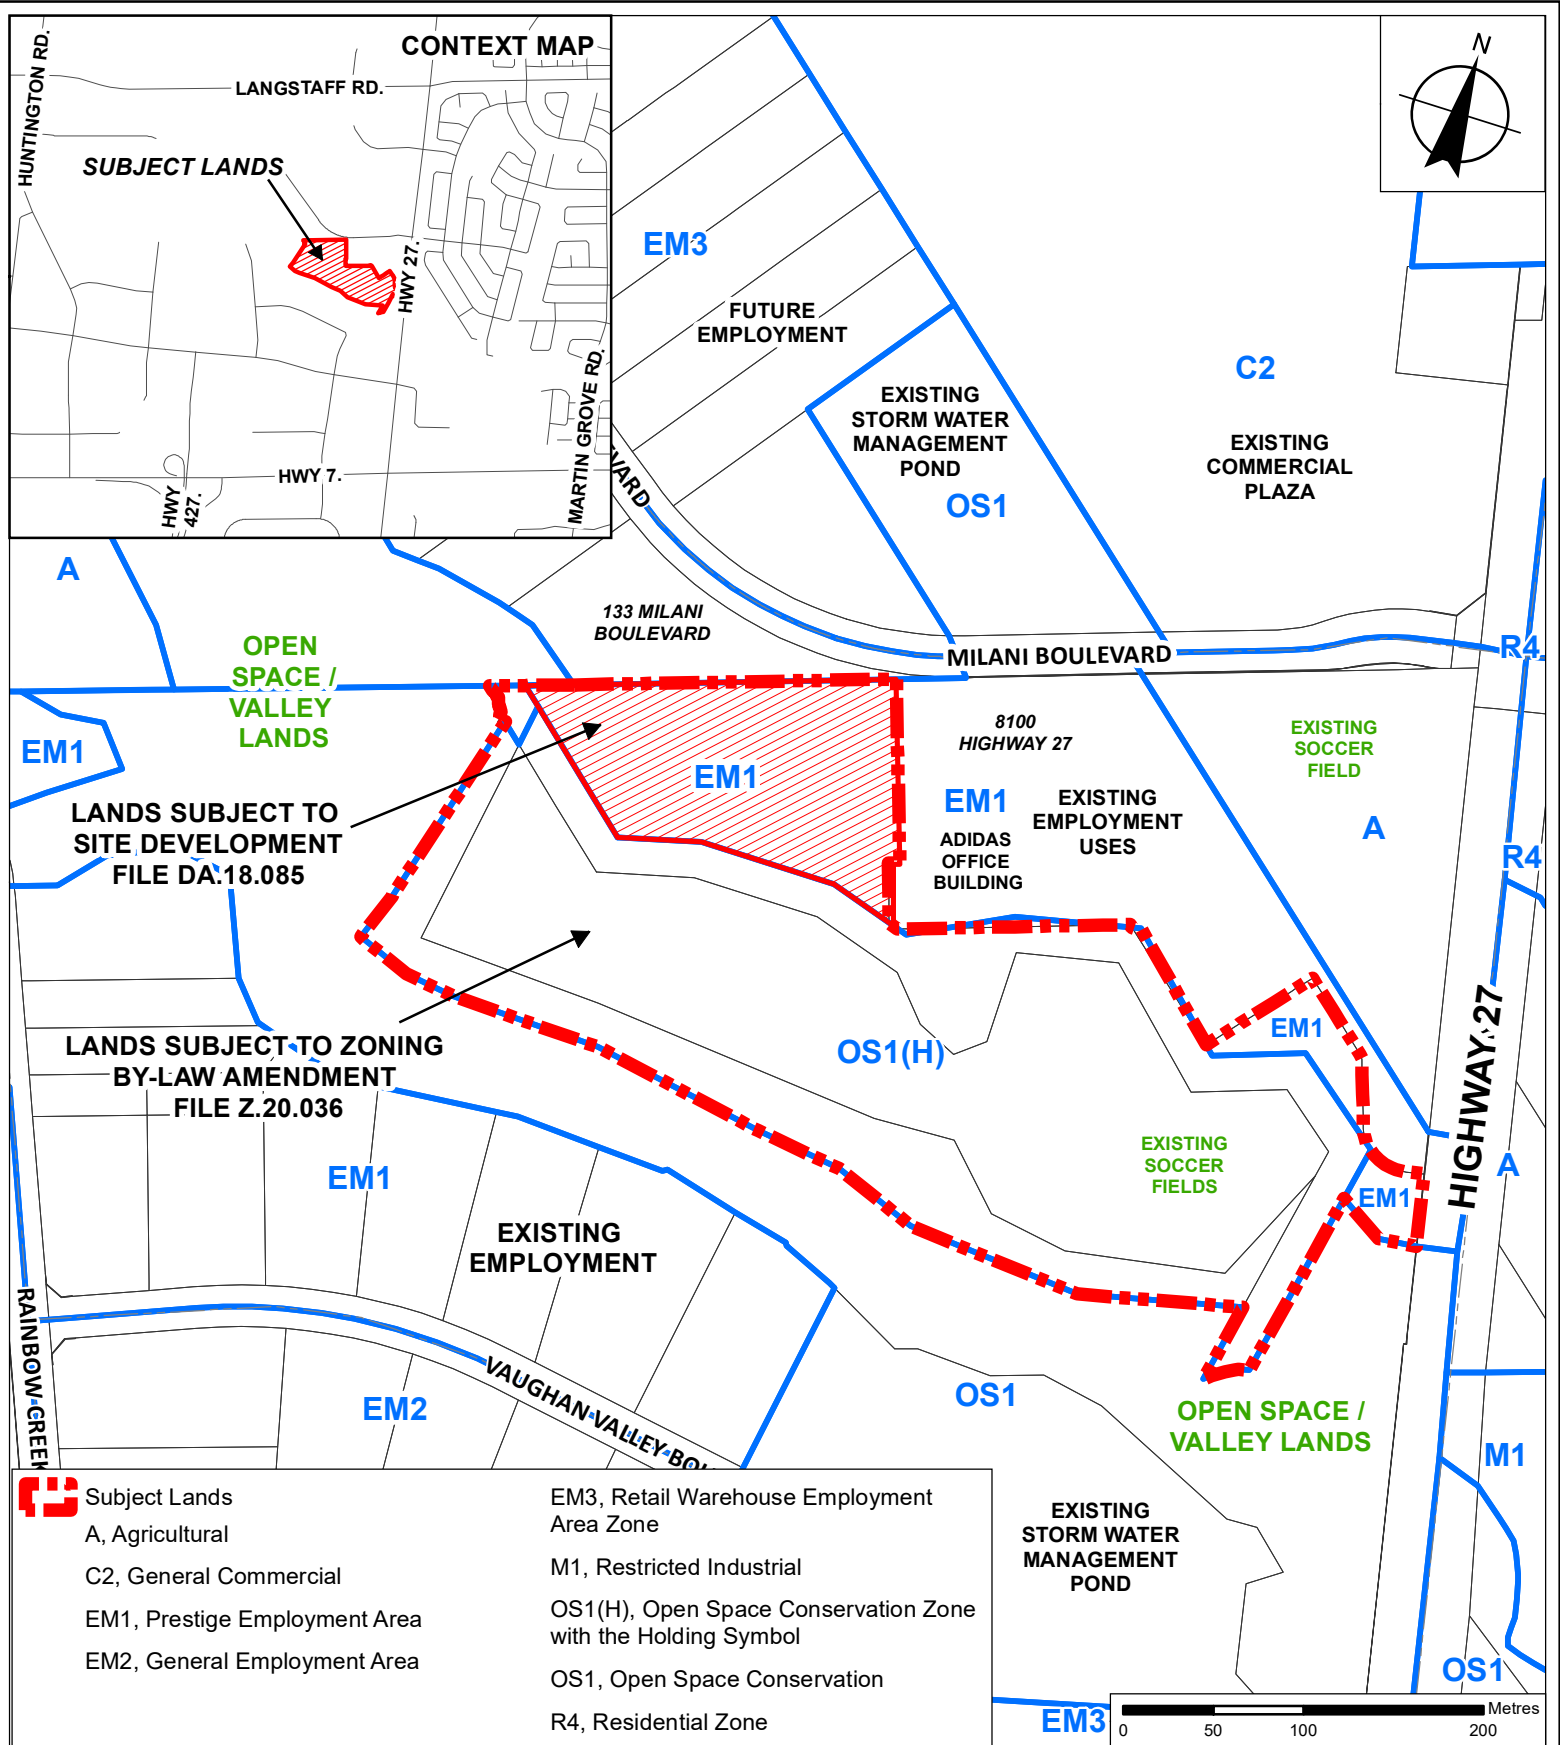 CONTEXT MAP
HUNTINGTON RD.
LANGSTAFF RD.
SUBJECT LANDS
HWY 27.
MARTIN GROVE RD.
HWY 7.
HWY
427.
N
EM3
FUTURE
EMPLOYMENT
EXISTING
STORM WATER
MANAGEMENT
POND
OS1
C2
EXISTING
COMMERCIAL
PLAZA
VARD
A
133 MILANI
BOULEVARD
MILANI BOULEVARD
R4
OPEN
SPACE /
VALLEY
LANDS
EM1
EM1
8100
HIGHWAY 27
EXISTING
SOCCER
FIELD
EM1
EXISTING
EMPLOYMENT
USES
ADIDAS
OFFICE
BUILDING
A
R4
LANDS SUBJECT TO
SITE DEVELOPMENT
FILE DA.18.085
LANDS SUBJECT TO ZONING
BY-LAW AMENDMENT
FILE Z.20.036
OS1(H)
EM1
HIGHWAY 27
EXISTING
SOCCER
FIELDS
A
EM1
EM1
EXISTING
EMPLOYMENT
RAINBOW CREEK
VAUGHAN VALLEY BOU
EM2
OS1
OPEN SPACE /
VALLEY LANDS
M1
EXISTING
STORM WATER
MANAGEMENT
POND
OS1
EM3
Subject Lands
A, Agricultural
C2, General Commercial
EM1, Prestige Employment Area
EM2, General Employment Area
EM3, Retail Warehouse Employment
Area Zone
M1, Restricted Industrial
OS1(H), Open Space Conservation Zone
with the Holding Symbol
OS1, Open Space Conservation
R4, Residential Zone
Metres
0 50 100 200